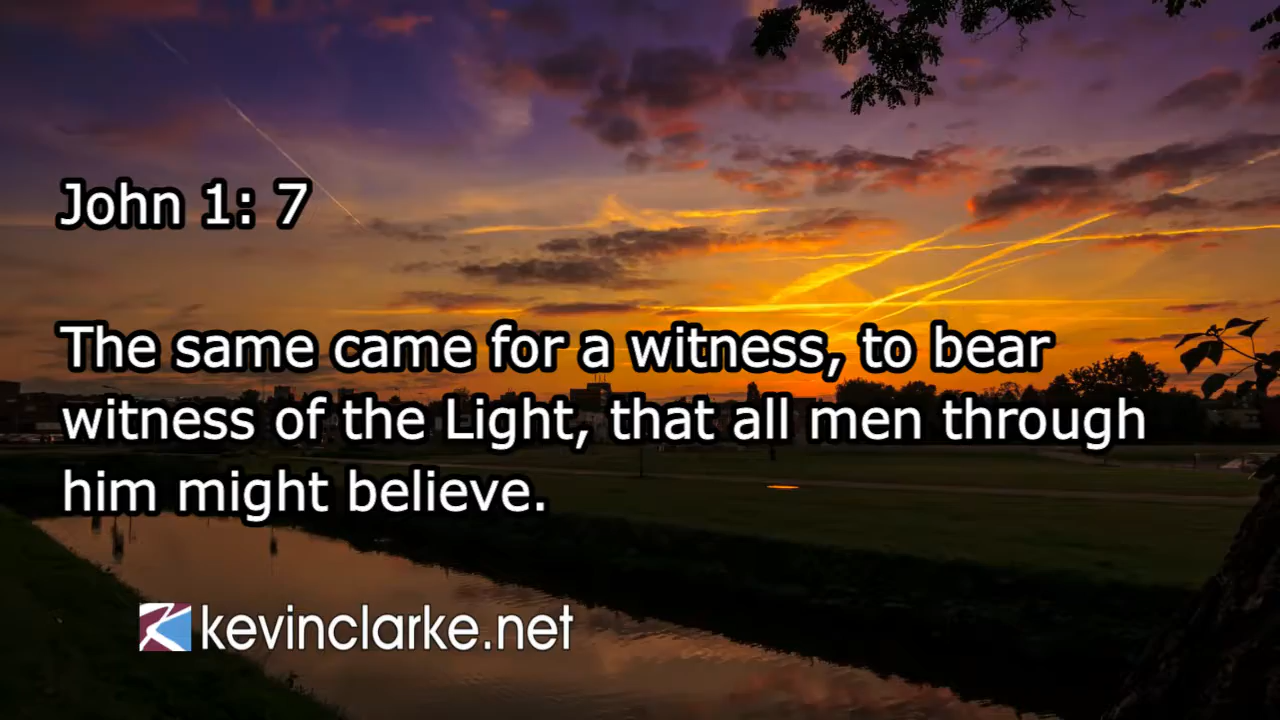 John 1: 7
The same came for a witness, to bear
witness of the Light, that all men through
him might believe.
kevinclarke.net